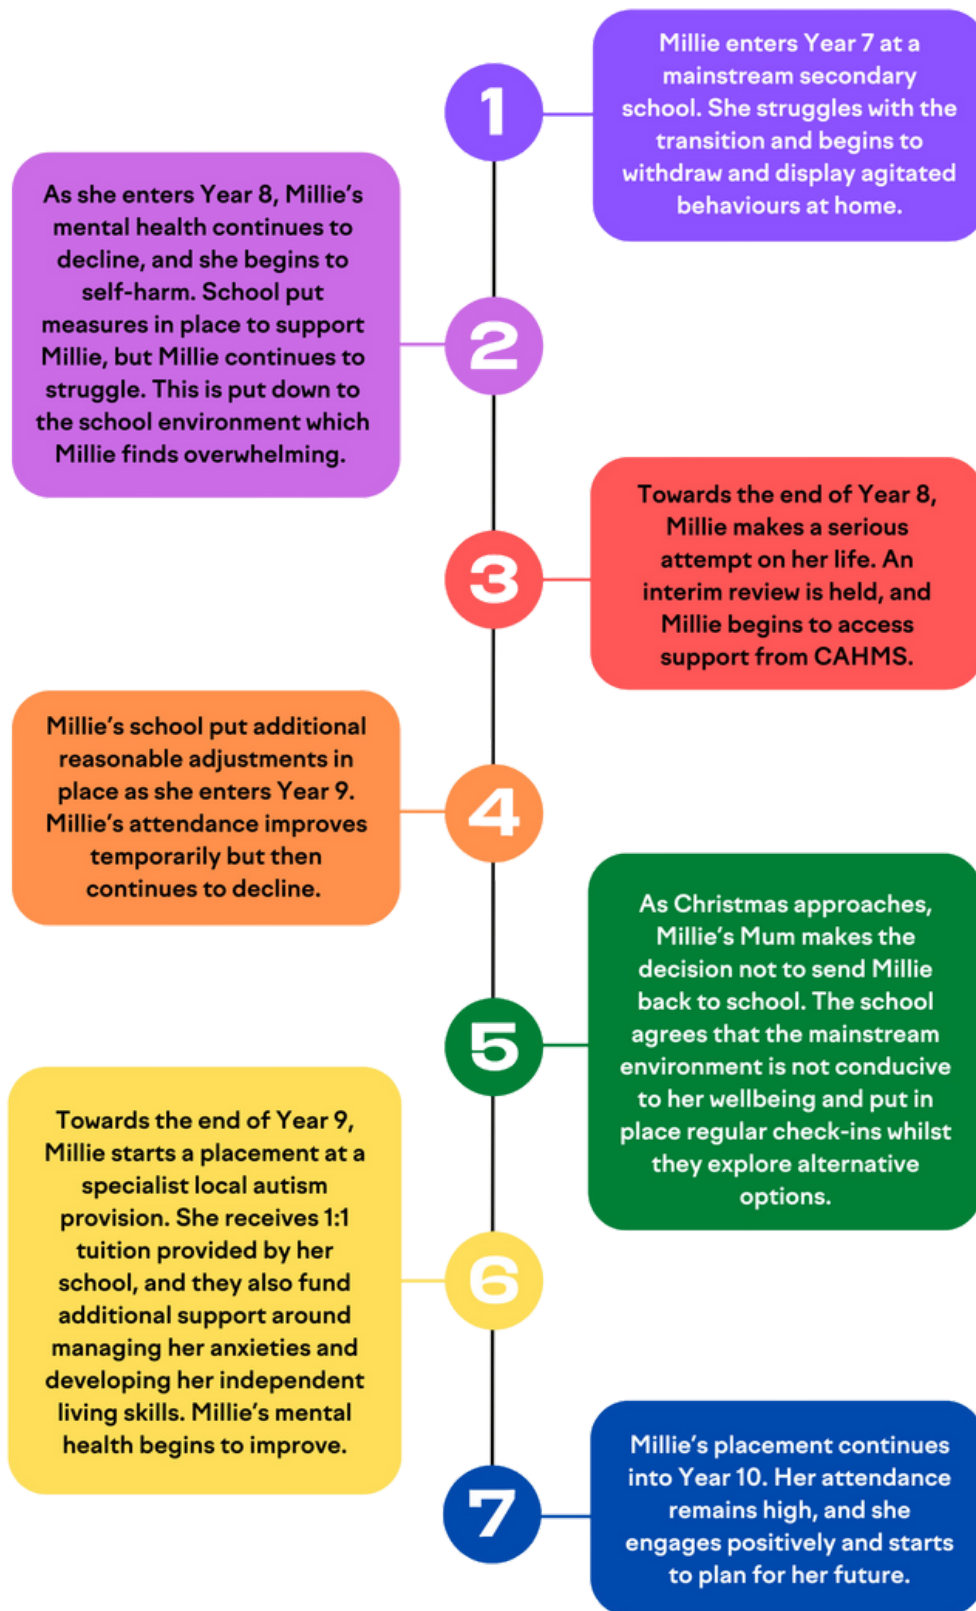 1
Millie enters Year 7 at a
mainstream secondary
school. She struggles with the
transition and begins to
withdraw and display agitated
behaviours at home.
2
As she enters Year 8, Millie’s
mental health continues to
decline, and she begins to
self-harm. School put
measures in place to support
Millie, but Millie continues to
struggle. This is put down to
the school environment which
Millie finds overwhelming.
3
Towards the end of Year 8,
Millie makes a serious
attempt on her life. An
interim review is held, and
Millie begins to access
support from CAHMS.
4
Millie’s school put additional
reasonable adjustments in
place as she enters Year 9.
Millie’s attendance improves
temporarily but then
continues to decline.
5
As Christmas approaches,
Millie’s Mum makes the
decision not to send Millie
back to school. The school
agrees that the mainstream
environment is not conducive
to her wellbeing and put in
place regular check-ins whilst
they explore alternative
options.
6
Towards the end of Year 9,
Millie starts a placement at a
specialist local autism
provision. She receives 1:1
tuition provided by her
school, and they also fund
additional support around
managing her anxieties and
developing her independent
living skills. Millie’s mental
health begins to improve.
7
Millie’s placement continues
into Year 10. Her attendance
remains high, and she
engages positively and starts
to plan for her future.